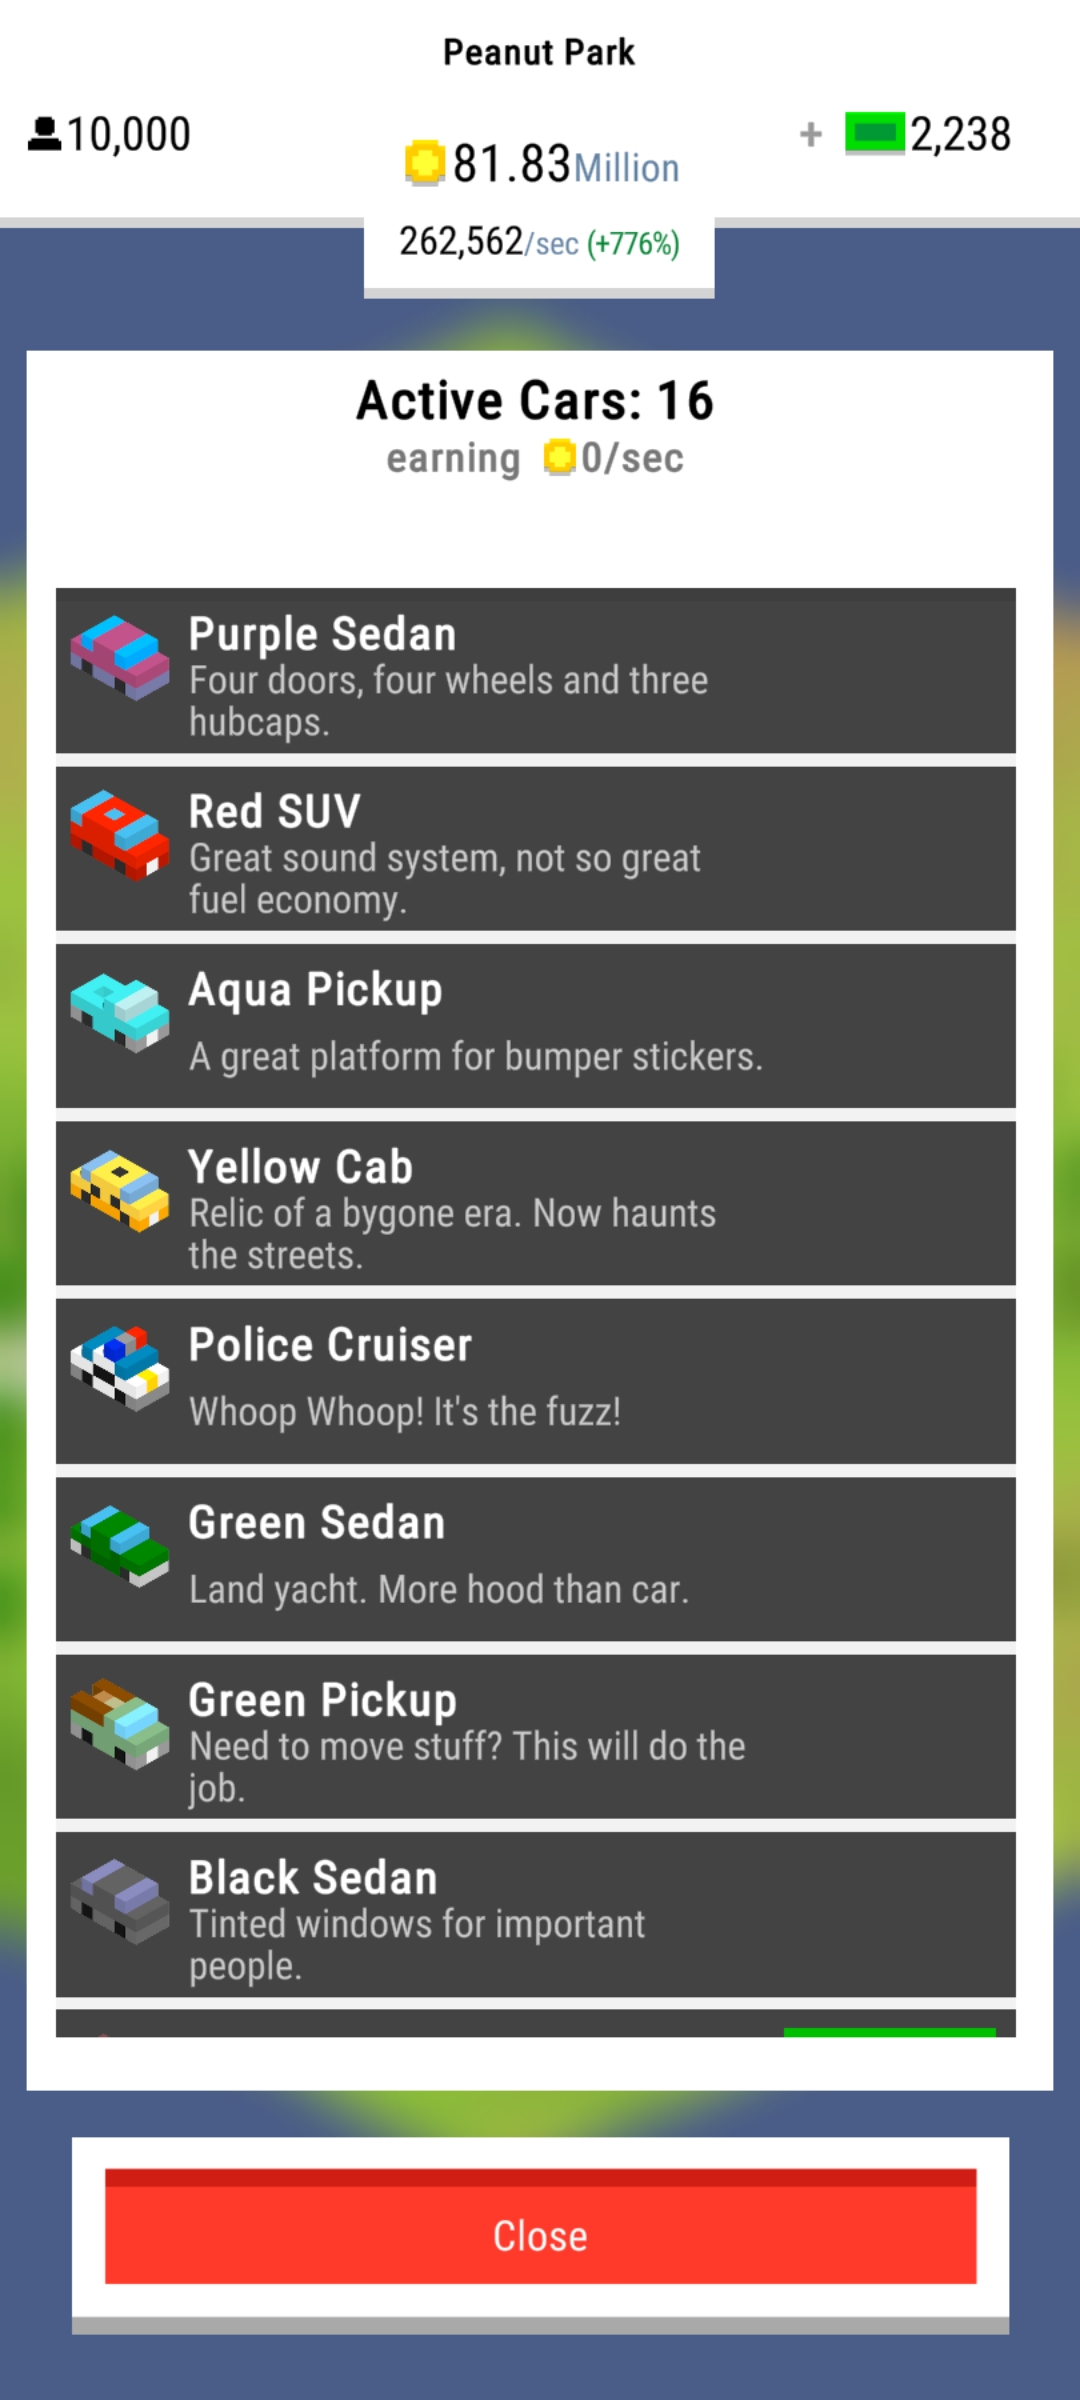 Peanut Park
10,000
+ 2,238
81.83Million
262,562/sec (+776%)
Active Cars: 16
earning 0/sec
Purple Sedan
Four doors, four wheels and three
hubcaps.
Red SUV
Great sound system, not so great
fuel economy.
Aqua Pickup
A great platform for bumper stickers.
Yellow Cab
Relic of a bygone era. Now haunts
the streets.
Police Cruiser
Whoop Whoop! It's the fuzz!
Green Sedan
Land yacht. More hood than car.
Green Pickup
Need to move stuff? This will do the
job.
Black Sedan
Tinted windows for important
people.
Close